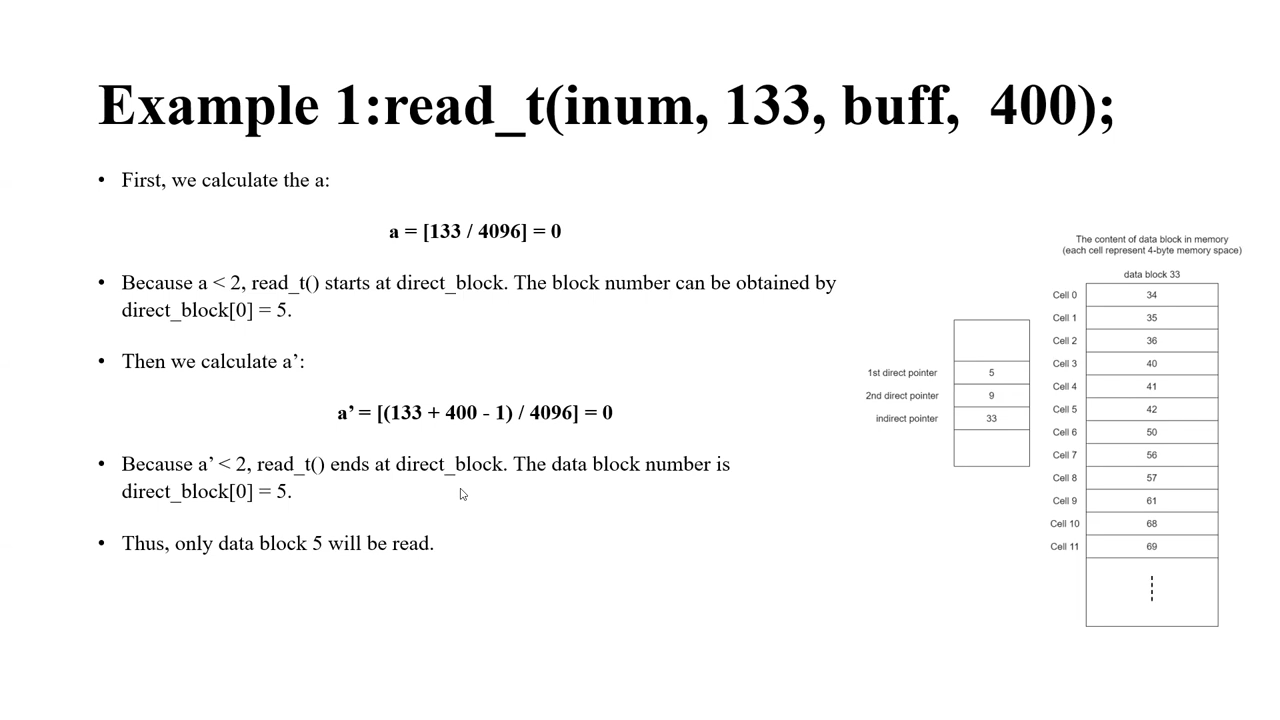 Example 1:read_t(inum, 133, buff,  400);
• First, we calculate the a:
a = [133 / 4096] = 0
• Because a < 2, read_t() starts at direct_block. The block number can be obtained by
direct_block[0] = 5.
• Then we calculate a’:
a’ = [(133 + 400 - 1) / 4096] = 0
• Because a’ < 2, read_t() ends at direct_block. The data block number is
direct_block[0] = 5.
• Thus, only data block 5 will be read.
1st direct pointer 5
2nd direct pointer 9
indirect pointer 33
The content of data block in memory
(each cell represent 4-byte memory space)
data block 33
Cell 0 34
Cell 1 35
Cell 2 36
Cell 3 40
Cell 4 41
Cell 5 42
Cell 6 50
Cell 7 56
Cell 8 57
Cell 9 61
Cell 10 68
Cell 11 69